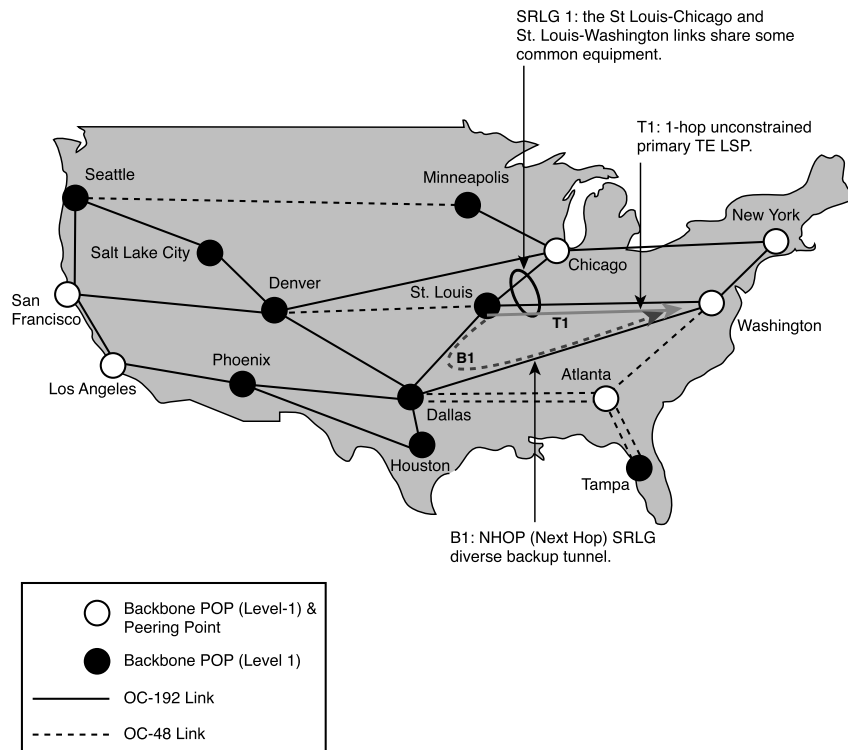 SRLG 1: the St Louis-Chicago and
St. Louis-Washington links share some
common equipment.
T1: 1-hop unconstrained
primary TE LSP.
Seattle
Minneapolis
New York
Salt Lake City
Chicago
Denver
St. Louis
San
Francisco
T1
Washington
B1
Phoenix
Atlanta
Los Angeles
Dallas
Houston
Tampa
B1: NHOP (Next Hop) SRLG
diverse backup tunnel.
Backbone POP (Level-1) &
Peering Point
Backbone POP (Level 1)
OC-192 Link
OC-48 Link